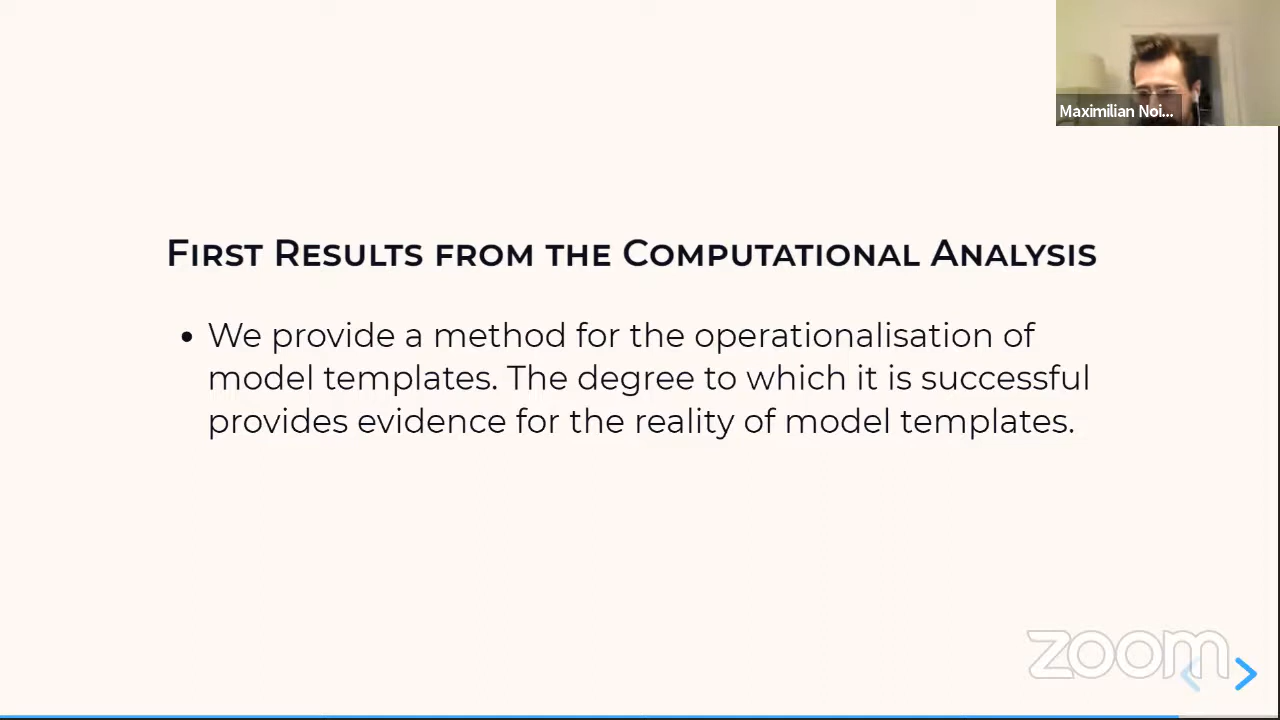 Maximilian Noi...
First Results from the Computational Analysis
• We provide a method for the operationalisation of
model templates. The degree to which it is successful
provides evidence for the reality of model templates.
zoom